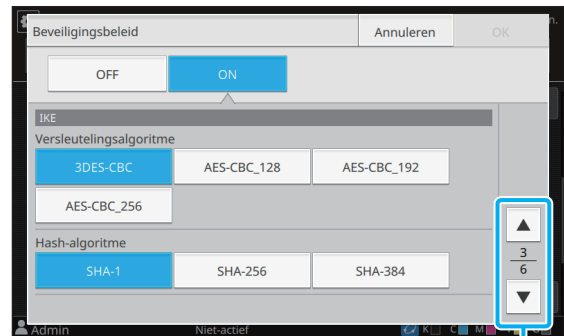 Beveiligingsbeleid Annuleren OK
OFF ON
IKE
Versleutelingsalgoritme
3DES-CBC AES-CBC_128 AES-CBC_192
AES-CBC_256
Hash-algoritme
SHA-1 SHA-256 SHA-384
3
6
Admin Niet-actief K C M